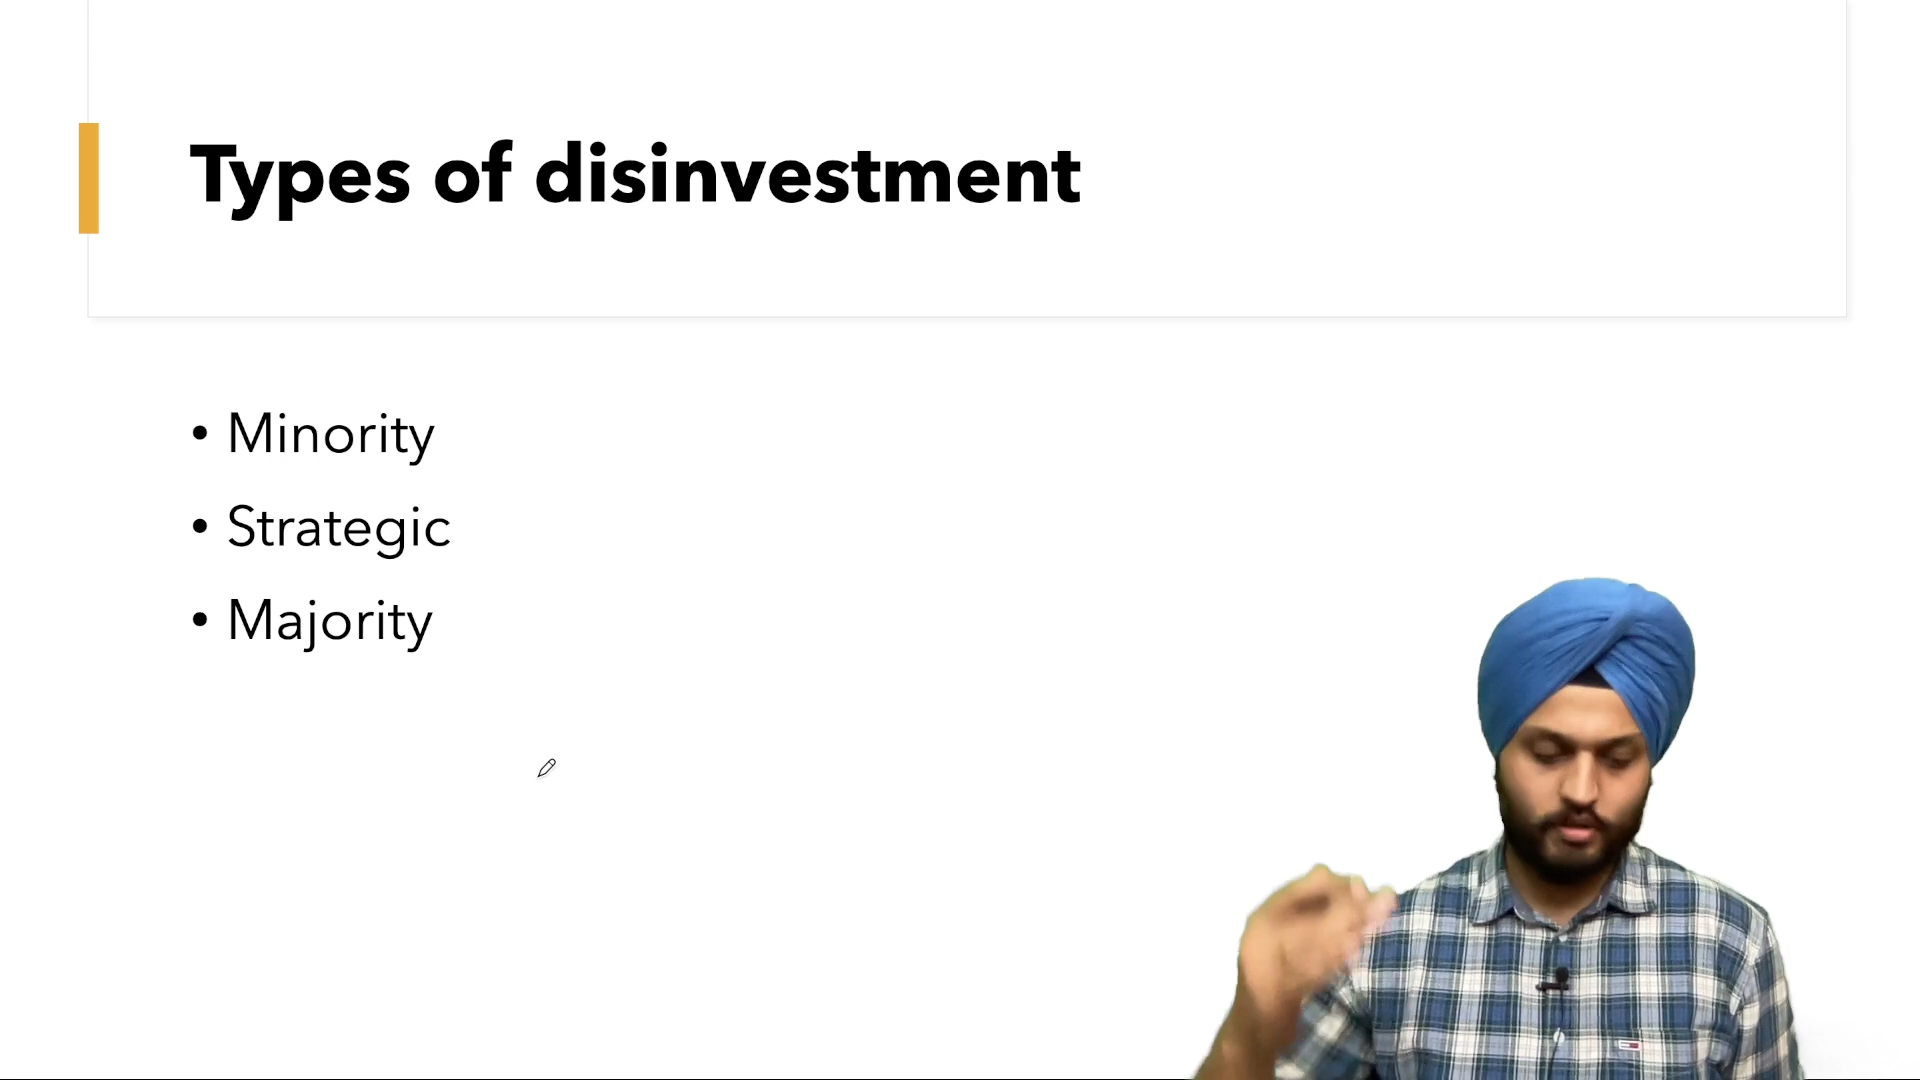 Types of disinvestment
• Minority
• Strategic
• Majority